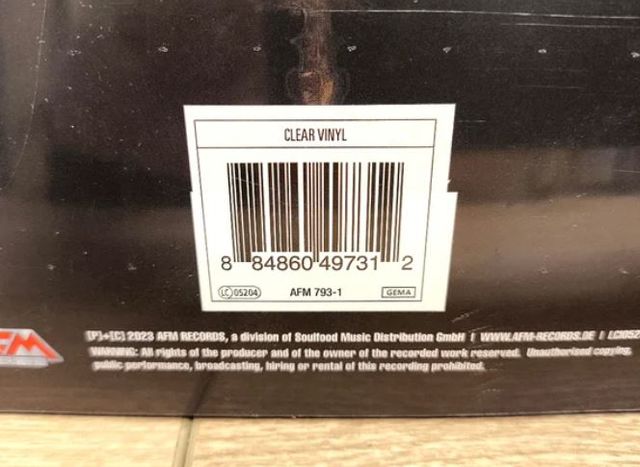 CLEAR VINYL
8 84860 49731 2
LC 05204 AFM 793-1 GEMA
[P]+[C] 2023 AFM RECORDS, a division of Soulfood Music Distribution GmbH I WWW.AFM-RECORDS.DE I
WARNING: All rights of the producer and of the owner of the recorded work reserved. Unauthorised copying,
public performance, broadcasting, hiring or rental of this recording prohibited.